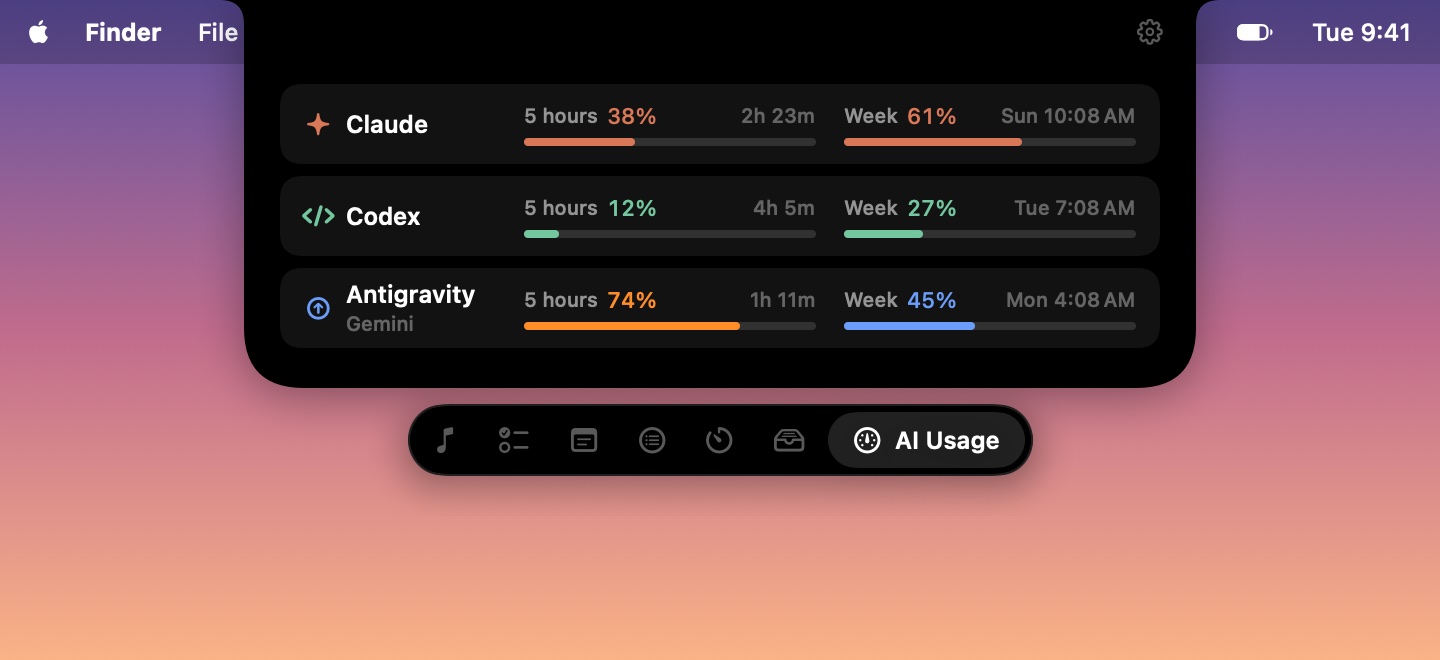 Finder File Tue 9:41
Claude 5 hours 38% 2h 23m Week 61% Sun 10:08 AM
Codex 5 hours 12% 4h 5m Week 27% Tue 7:08 AM
Antigravity 5 hours 74% 1h 11m Week 45% Mon 4:08 AM
Gemini
AI Usage